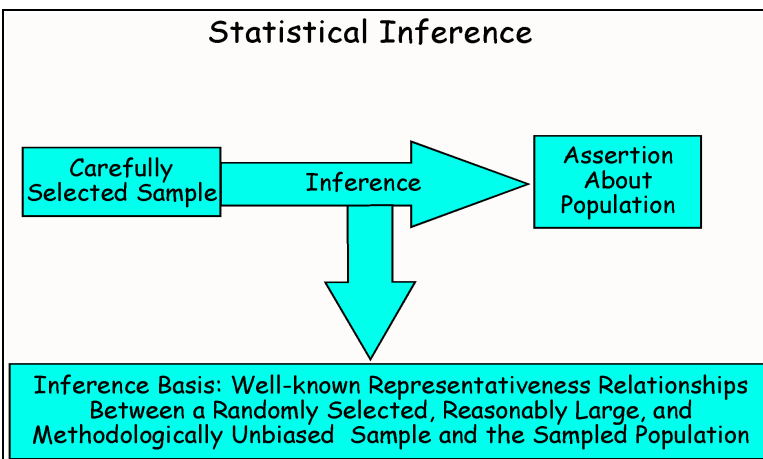 Statistical Inference
Carefully
Selected Sample
Inference
Assertion
About
Population
Inference Basis: Well-known Representativeness Relationships
Between a Randomly Selected, Reasonably Large, and
Methodologically Unbiased Sample and the Sampled Population